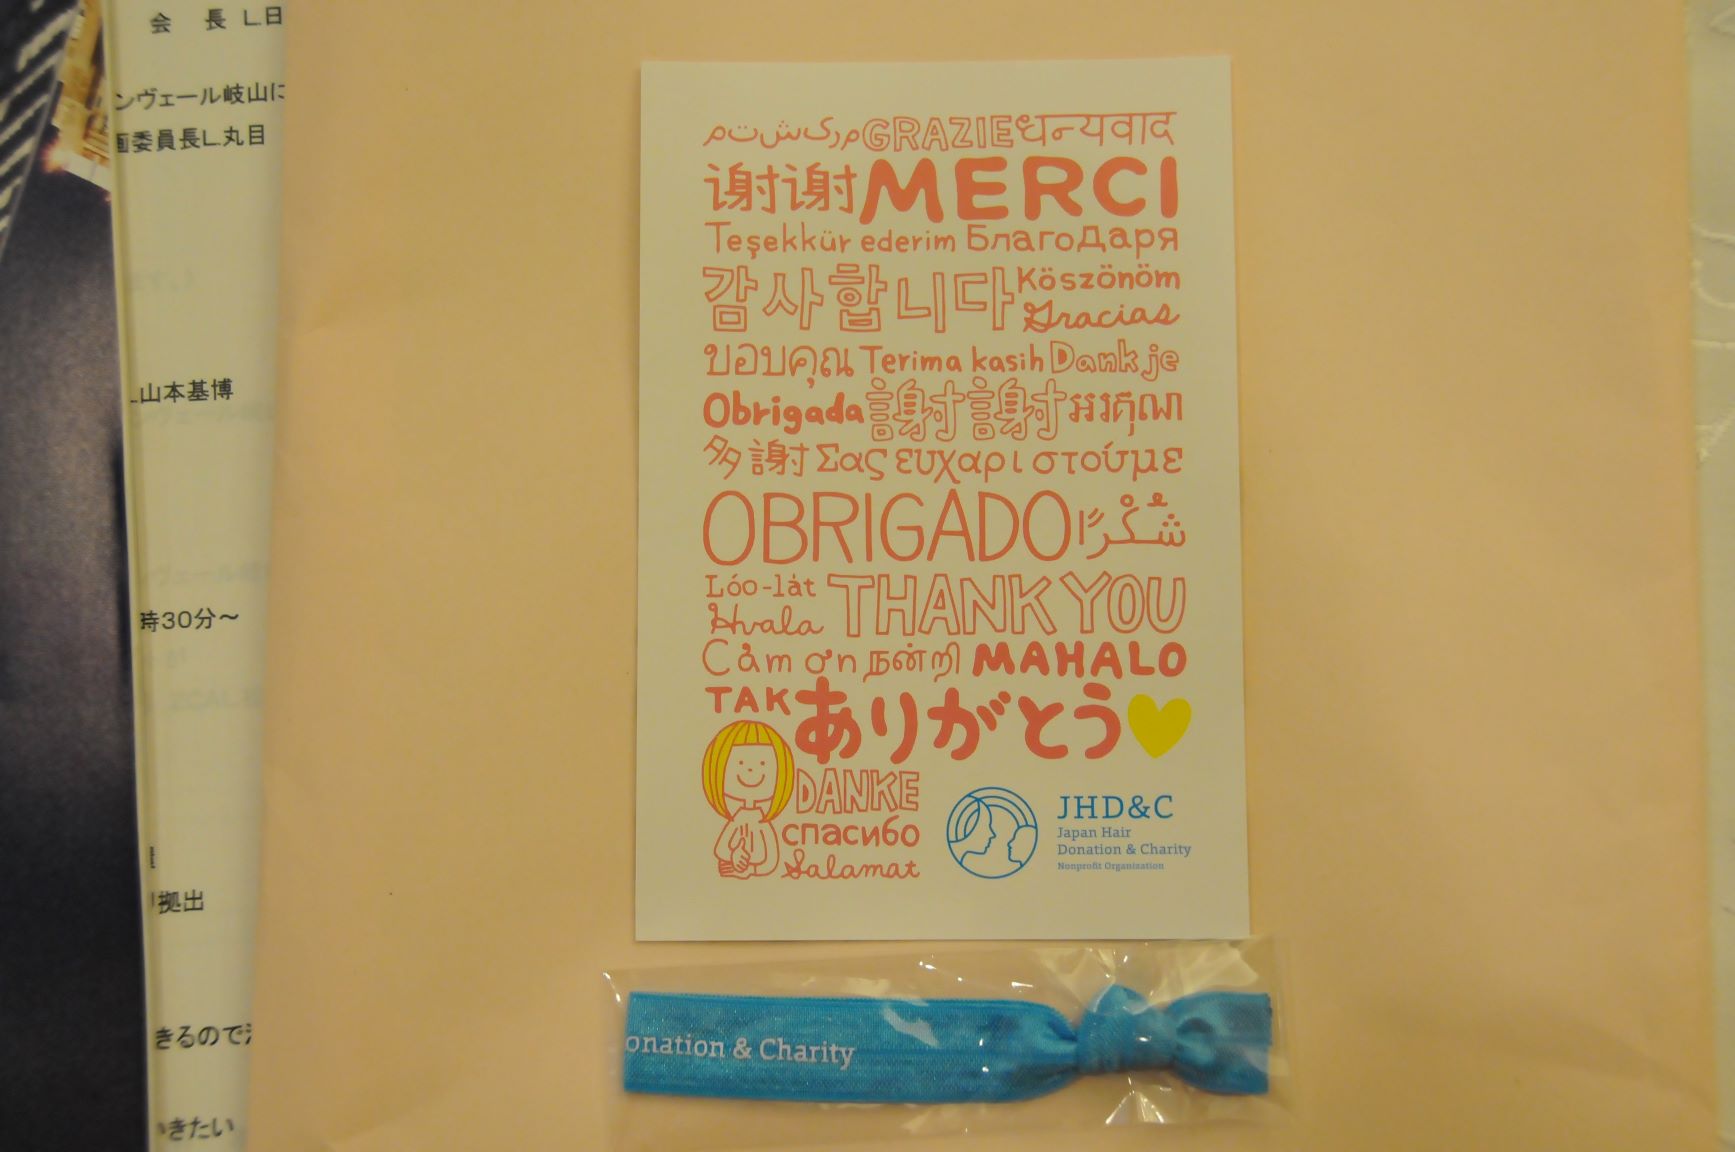 会　長　L.日
ンヴェール岐山に
画委員長L.丸目
L.山本基博
時30分～
拠出
きるので
きたい
متشکرم GRAZIE धन्यवाद
谢谢 MERCI
Teşekkür ederim БлагоДаря
감사합니다 Köszönöm
Gracias
ขอบคุณ Terima kasih Dank je
Obrigada 謝謝 អរគុណ
多謝 Σας ευχαριστούμε
OBRIGADO شُكْرًا
Lóo-làt THANK YOU
Hvala
Cảm ơn நன்றி MAHALO
TAK ありがとう
DANKE
спасибо
Salamat
JHD&C
Japan Hair
Donation & Charity
Nonprofit Organization
onation & Charity